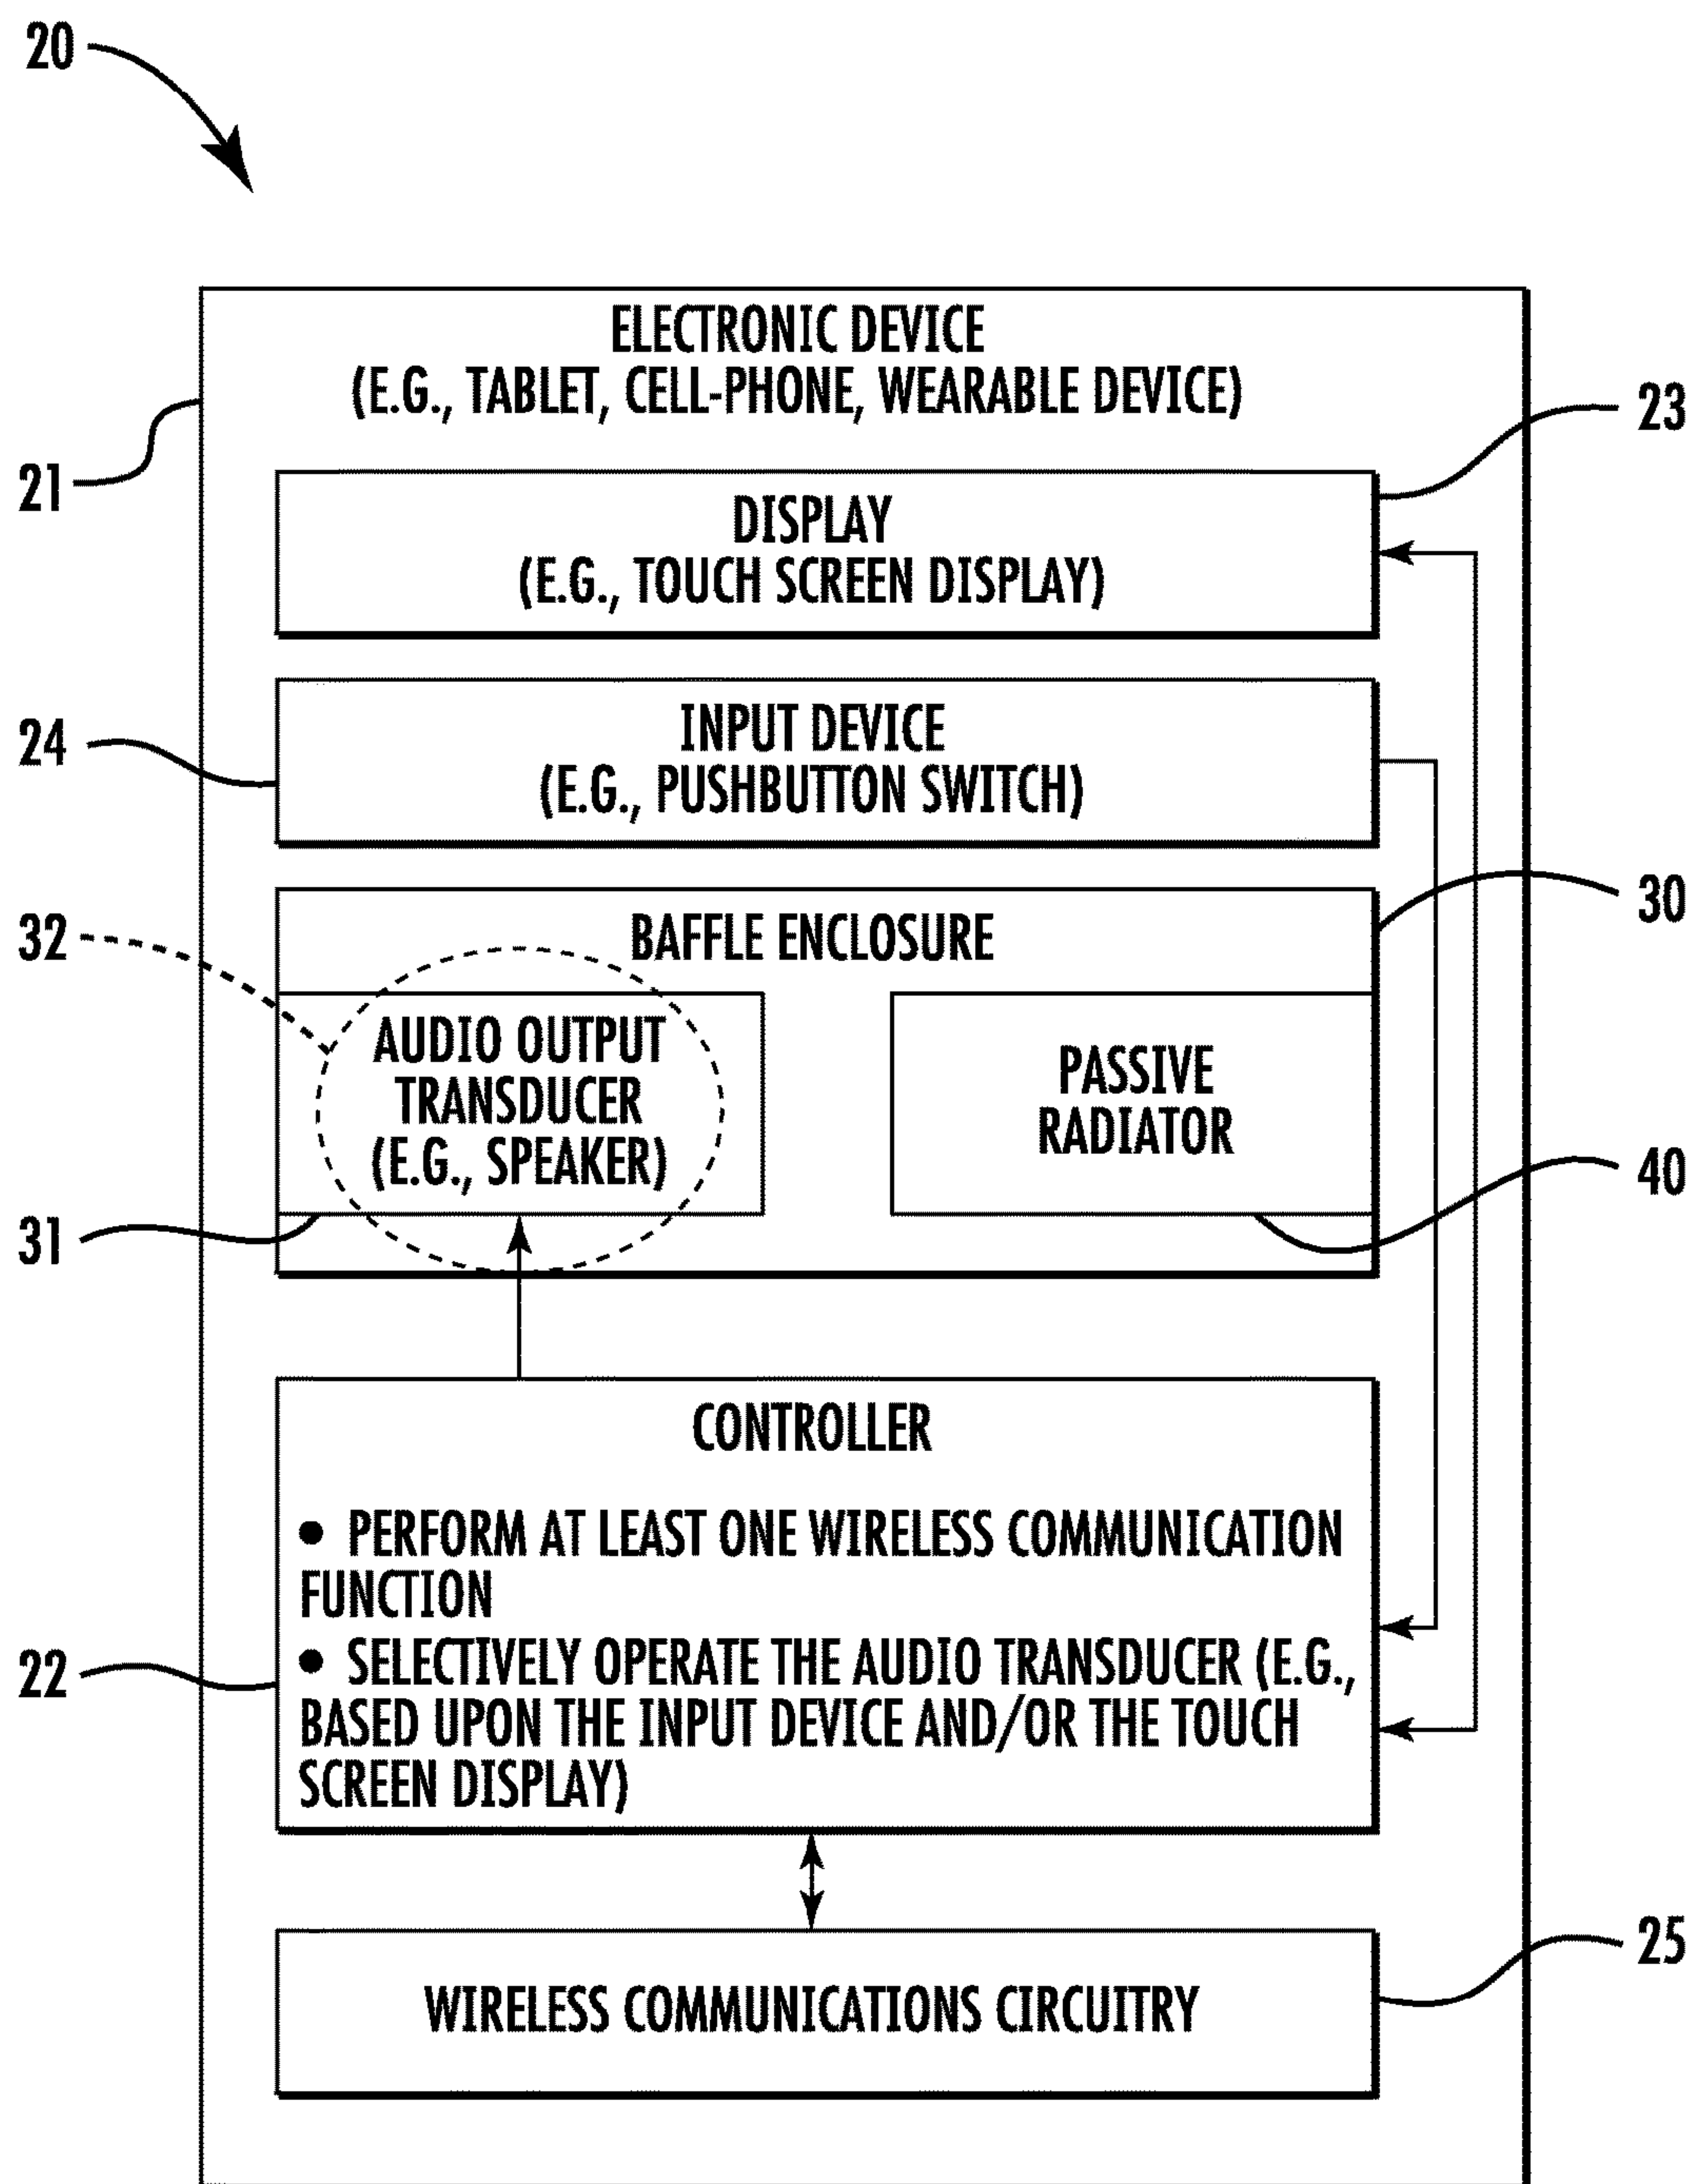 20
ELECTRONIC DEVICE
(E.G., TABLET, CELL-PHONE, WEARABLE DEVICE)
23
21
DISPLAY
(E.G., TOUCH SCREEN DISPLAY)
24
INPUT DEVICE
(E.G., PUSHBUTTON SWITCH)
30
32
BAFFLE ENCLOSURE
AUDIO OUTPUT
TRANSDUCER
(E.G., SPEAKER)
PASSIVE
RADIATOR
40
31
CONTROLLER
● PERFORM AT LEAST ONE WIRELESS COMMUNICATION
FUNCTION
● SELECTIVELY OPERATE THE AUDIO TRANSDUCER (E.G.,
BASED UPON THE INPUT DEVICE AND/OR THE TOUCH
SCREEN DISPLAY)
22
25
WIRELESS COMMUNICATIONS CIRCUITRY